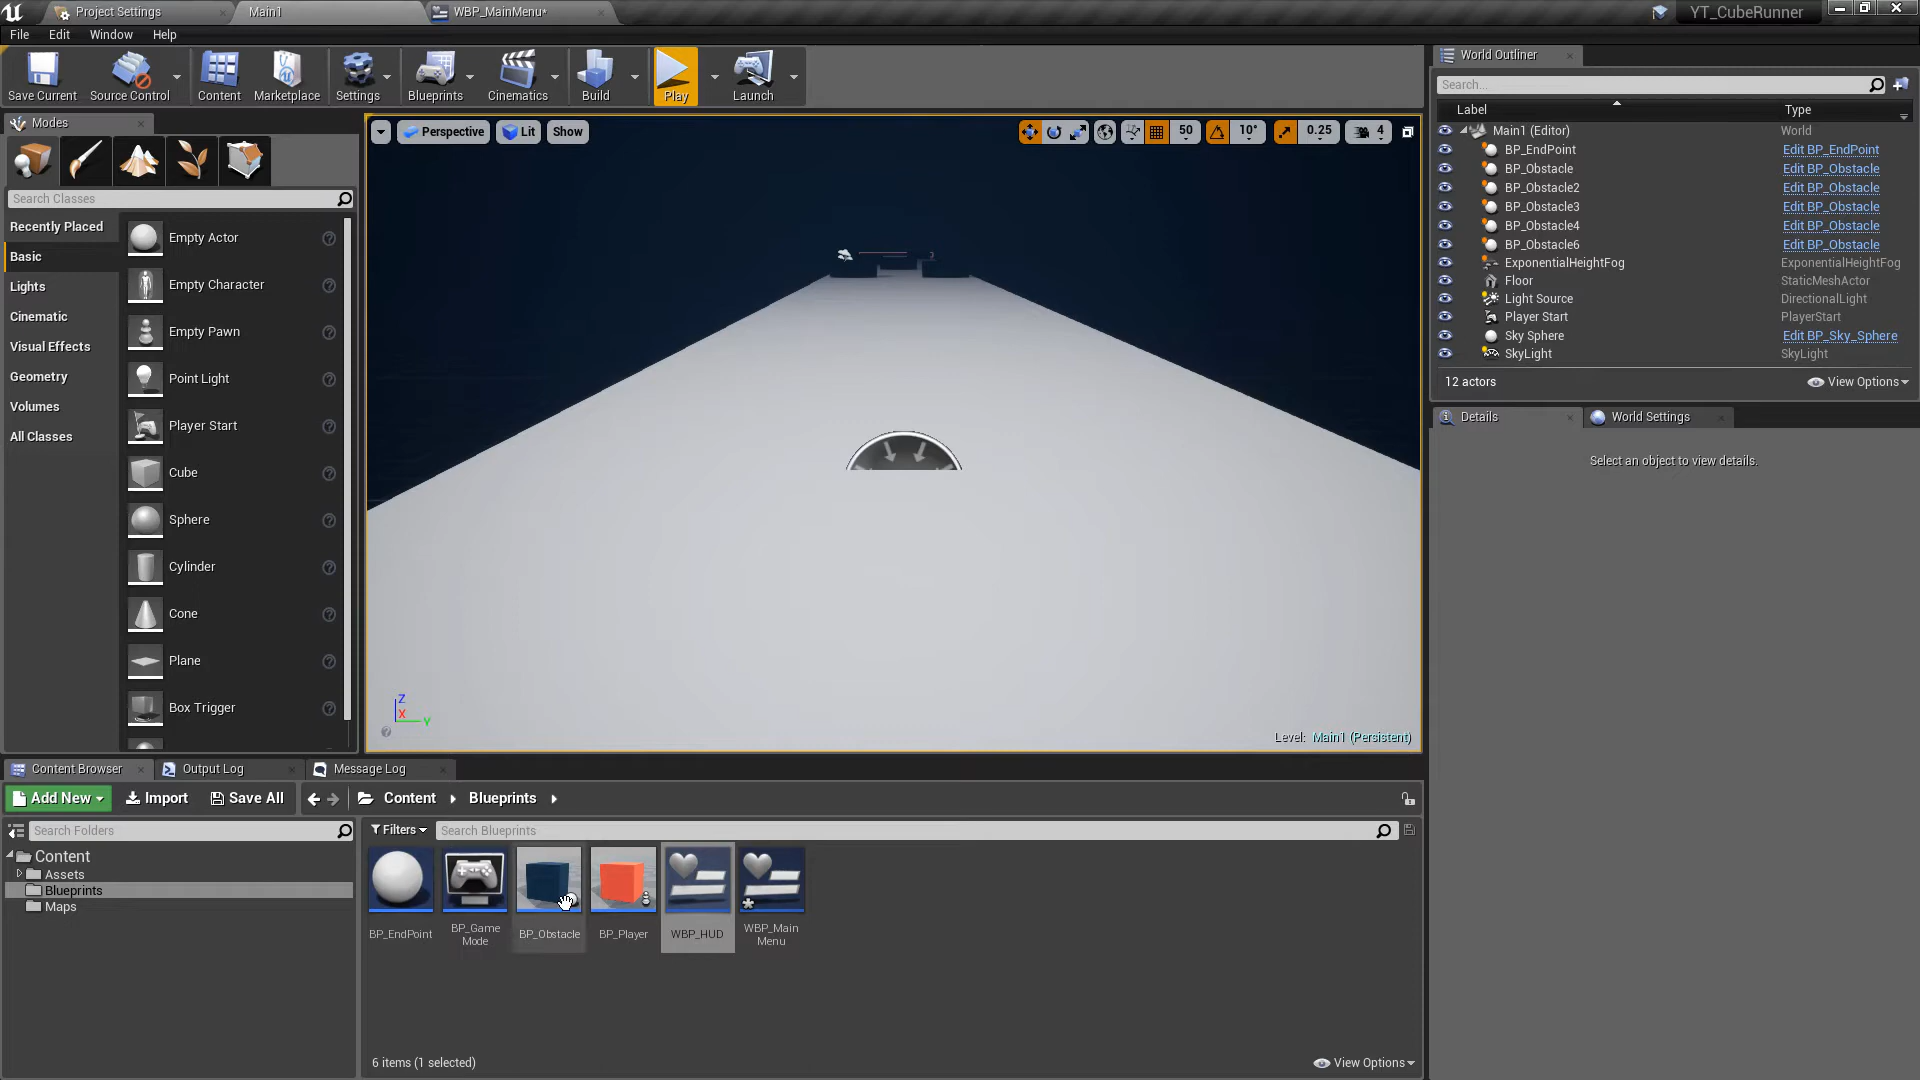 Project Settings
Main1
WBP_MainMenu*
YT_CubeRunner
File
Edit
Window
Help
Save Current
Source Control
Content
Marketplace
Settings
Blueprints
Cinematics
Build
Play
Launch
Modes
Search Classes
Recently Placed
Basic
Lights
Cinematic
Visual Effects
Geometry
Volumes
All Classes
Empty Actor
Empty Character
Empty Pawn
Point Light
Player Start
Cube
Sphere
Cylinder
Cone
Plane
Box Trigger
Perspective
Lit
Show
50
10°
0.25
4
Z
X
Y
Level: Main1 (Persistent)
World Outliner
Search...
Label
Type
Main1 (Editor) World
BP_EndPoint Edit BP_EndPoint
BP_Obstacle Edit BP_Obstacle
BP_Obstacle2 Edit BP_Obstacle
BP_Obstacle3 Edit BP_Obstacle
BP_Obstacle4 Edit BP_Obstacle
BP_Obstacle6 Edit BP_Obstacle
ExponentialHeightFog ExponentialHeightFog
Floor StaticMeshActor
Light Source DirectionalLight
Player Start PlayerStart
Sky Sphere Edit BP_Sky_Sphere
SkyLight SkyLight
12 actors
View Options
Details
World Settings
Select an object to view details.
Content Browser
Output Log
Message Log
Add New
Import
Save All
Content
Blueprints
Search Folders
Filters
Search Blueprints
Content
Assets
Blueprints
Maps
BP_EndPoint
BP_Game
Mode
BP_Obstacle
BP_Player
WBP_HUD
WBP_Main
Menu
6 items (1 selected)
View Options